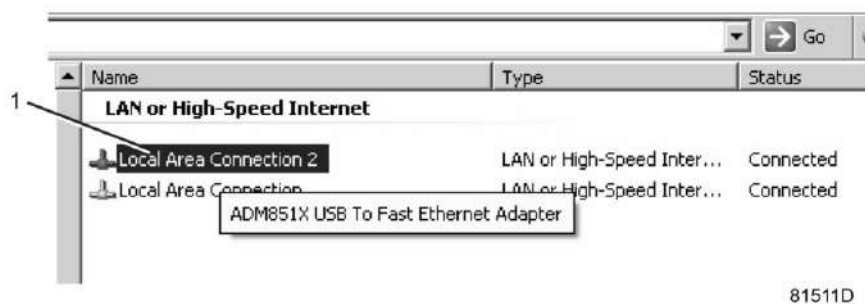 Go
Name Type Status
1
LAN or High-Speed Internet
Local Area Connection 2 LAN or High-Speed Inter... Connected
Local Area Connection LAN or High-Speed Inter... Connected
ADM851X USB To Fast Ethernet Adapter
81511D